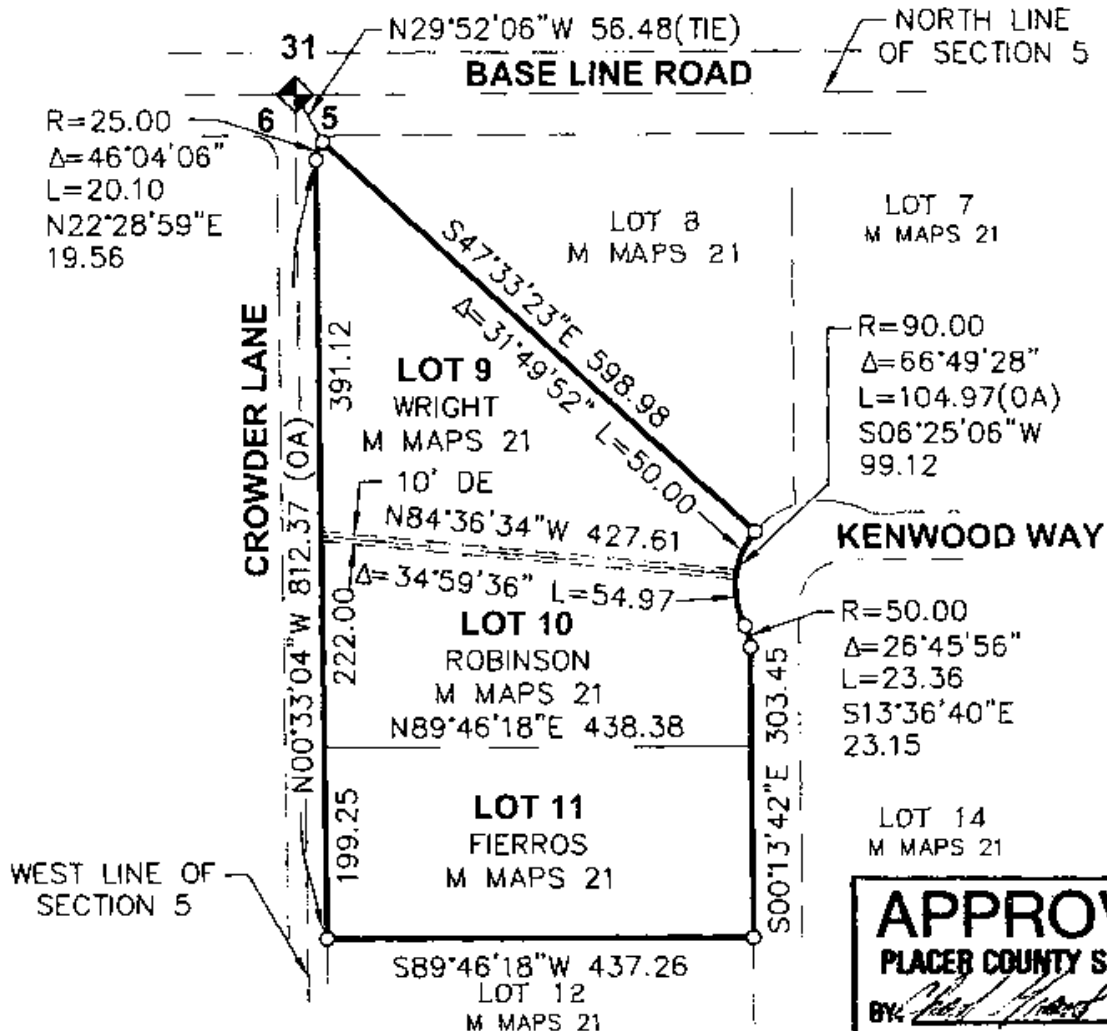 N29°52'06"W 56.48(TIE)
NORTH LINE
OF SECTION 5
31
BASE LINE ROAD
6
5
R=25.00
Δ=46°04'06"
L=20.10
N22°28'59"E
19.56
LOT 8
M MAPS 21
LOT 7
M MAPS 21
S47°33'23"E 598.98
Δ=31°49'52" L=50.00
R=90.00
Δ=66°49'28"
L=104.97(OA)
S06°25'06"W
99.12
CROWDER LANE
391.12
LOT 9
WRIGHT
M MAPS 21
N00°33'04"W 812.37 (OA)
10' DE
N84°36'34"W 427.61
KENWOOD WAY
Δ=34°59'36" L=54.97
222.00
LOT 10
ROBINSON
M MAPS 21
N89°46'18"E 438.38
R=50.00
Δ=26°45'56"
L=23.36
S13°36'40"E
23.15
S00°13'42"E 303.45
199.25
LOT 11
FIERROS
M MAPS 21
LOT 14
M MAPS 21
WEST LINE OF
SECTION 5
S89°46'18"W 437.26
LOT 12
M MAPS 21
APPROV
PLACER COUNTY S
BY: